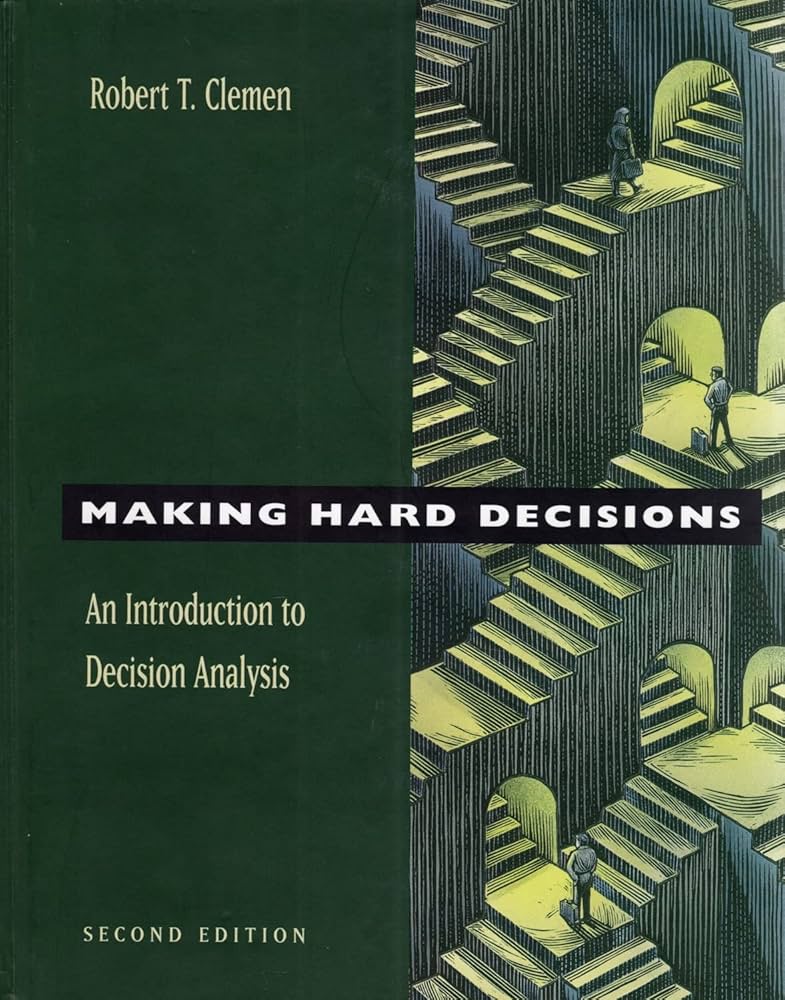 Robert T. Clemen
MAKING HARD DECISIONS
An Introduction to
Decision Analysis
SECOND EDITION